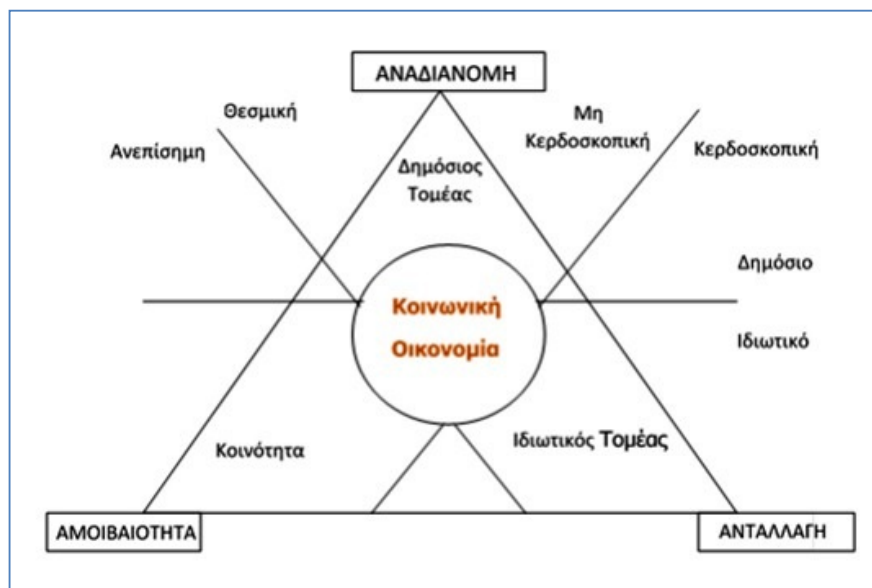 ΑΝΑΔΙΑΝΟΜΗ
Θεσμική
Ανεπίσημη
Μη
Κερδοσκοπική
Κερδοσκοπική
Δημόσιος
Τομέας
Δημόσιο
Ιδιωτικό
Κοινωνική
Οικονομία
Κοινότητα
Ιδιωτικός Τομέας
ΑΜΟΙΒΑΙΟΤΗΤΑ
ΑΝΤΑΛΛΑΓΗ